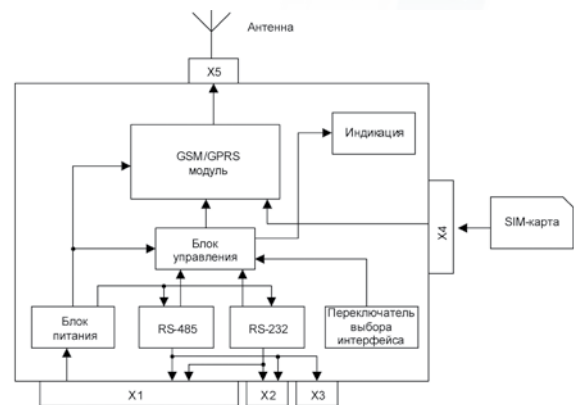 Антенна
X5
GSM/GPRS
модуль
Индикация
X4
SIM-карта
Блок
управления
Блок
питания
RS-485
RS-232
Переключатель
выбора
интерфейса
X1
X2
X3